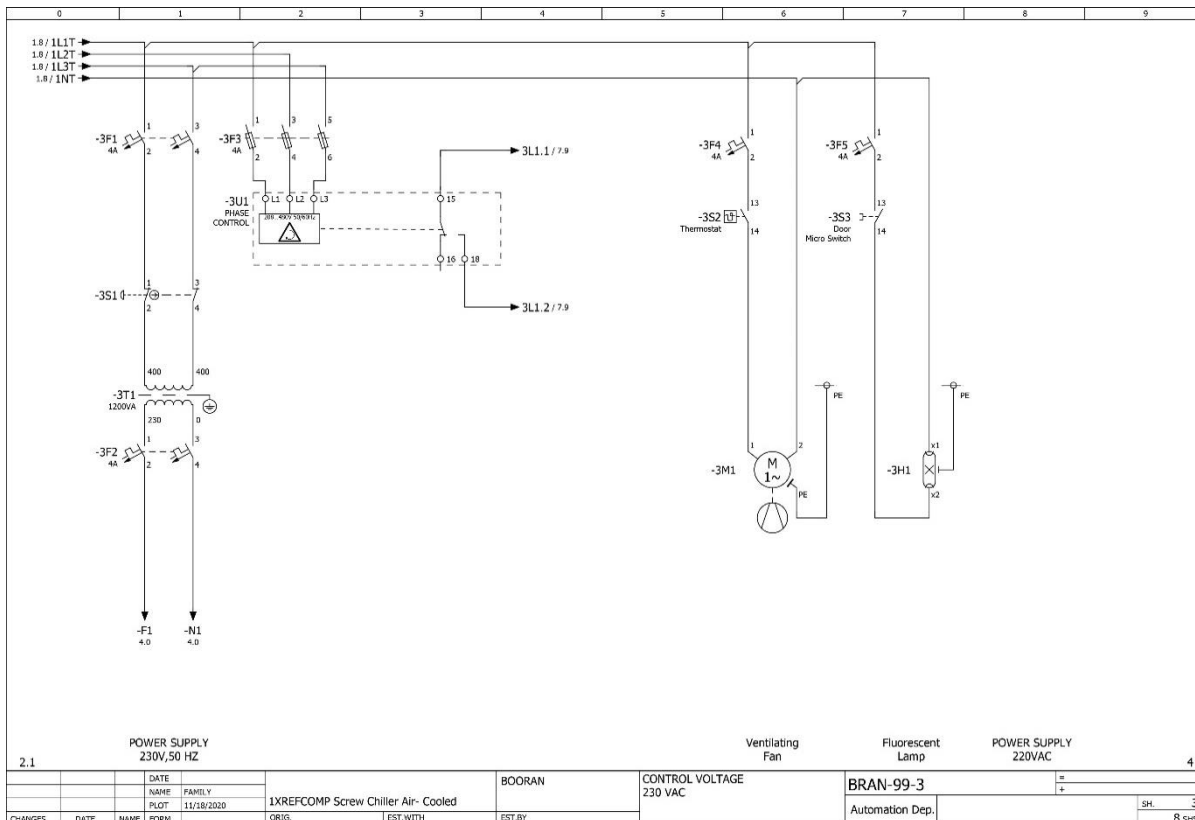 0 1 2 3 4 5 6 7 8 9
1.8 / 1L1T
1.8 / 1L2T
1.8 / 1L3T
1.8 / 1NT
-3F1
4A
1 2
3 4
-3F3
4A
1 3 5
2 4 6
3L1.1 / 7.9
-3U1
PHASE
CONTROL
L1 L2 L3
15
16 18
3L1.2 / 7.9
-3F4
4A
1
2
-3F5
4A
1
2
-3S2
Thermostat
13
14
-3S3
Door
Micro Switch
13
14
-3S1
1 3
2 4
400 400
-3T1
1200VA
230 0
-3F2
4A
1 3
2 4
PE
PE
-3M1
1 2
M
1~
PE
-3H1
x1
x2
-F1
4.0
-N1
4.0
POWER SUPPLY
230V,50 HZ
Ventilating
Fan
Fluorescent
Lamp
POWER SUPPLY
220VAC
2.1
4
DATE
NAME FAMILY
PLOT 11/18/2020
CHANGES DATE NAME FORM
1XREFCOMP Screw Chiller Air- Cooled
ORIG. EST.WITH EST.BY
BOORAN
CONTROL VOLTAGE
230 VAC
BRAN-99-3
Automation Dep.
=
+
SH. 3
8